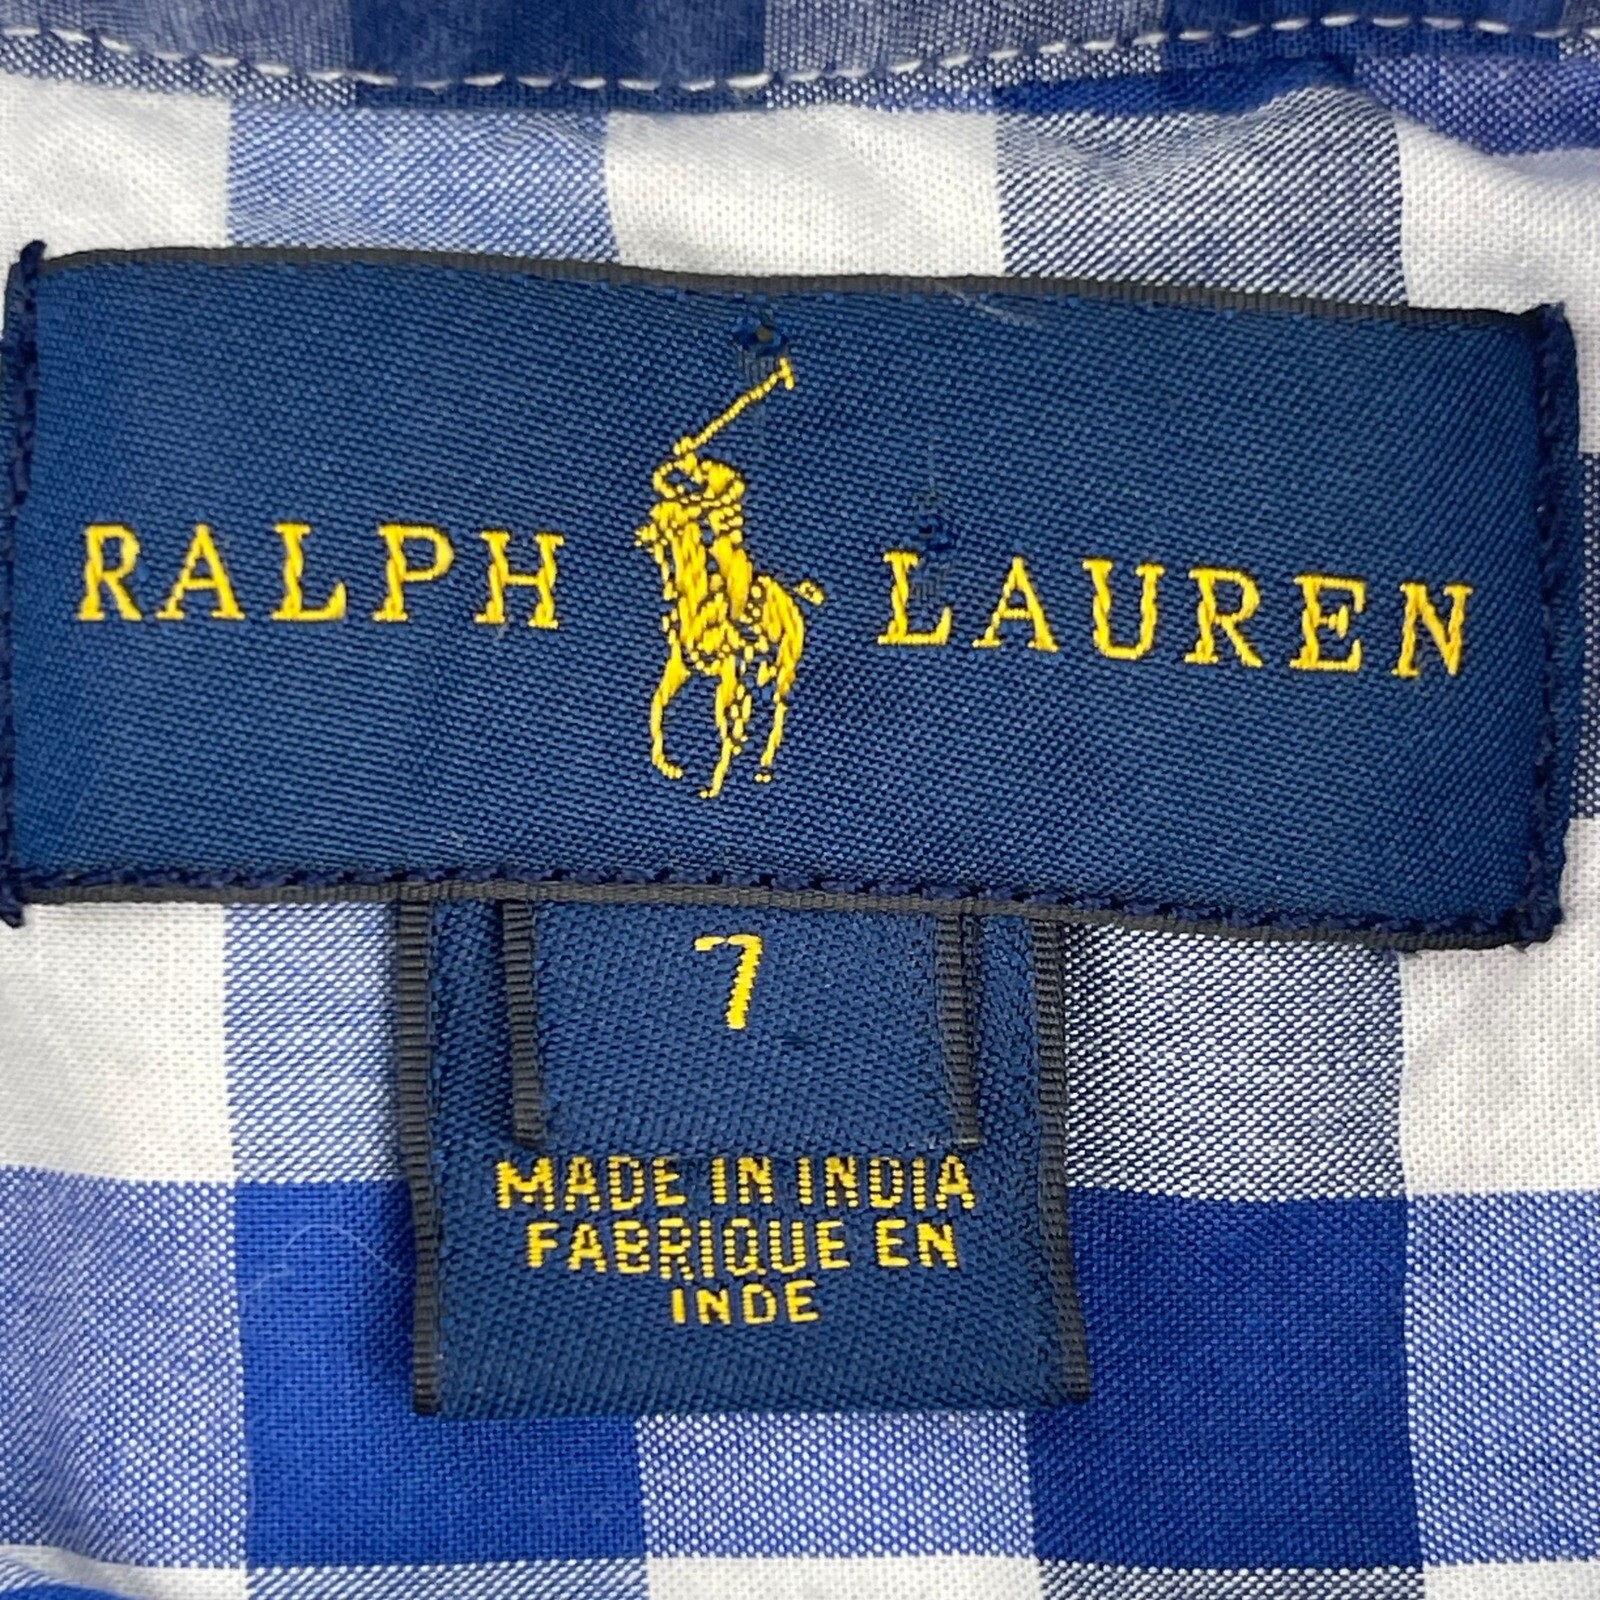 RALPH LAUREN
7
MADE IN INDIA
FABRIQUE EN
INDE